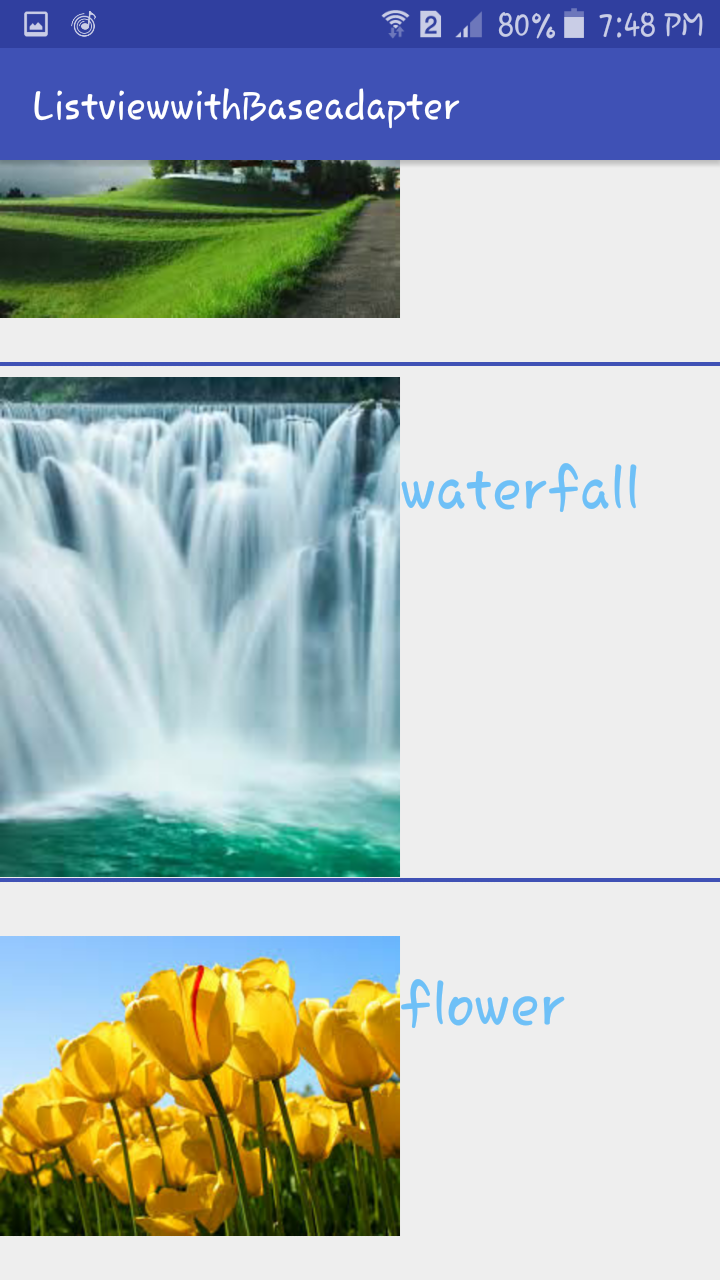 2 80% 7:48 PM
ListviewwithBaseadapter
waterfall
flower